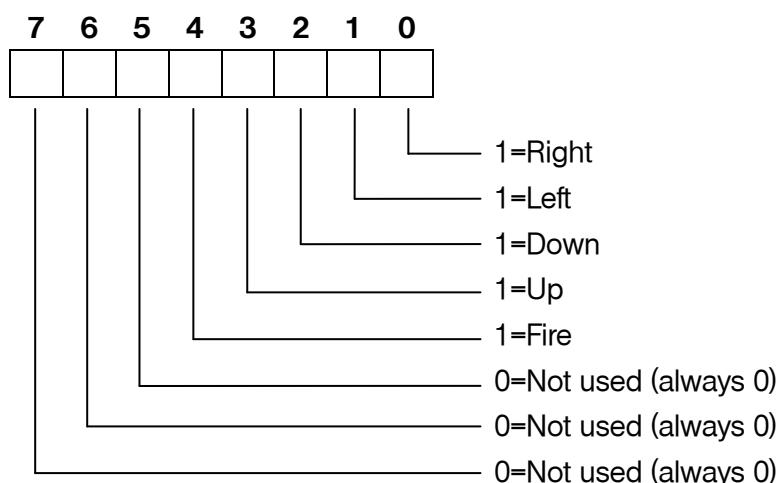 7 6 5 4 3 2 1 0
1=Right
1=Left
1=Down
1=Up
1=Fire
0=Not used (always 0)
0=Not used (always 0)
0=Not used (always 0)